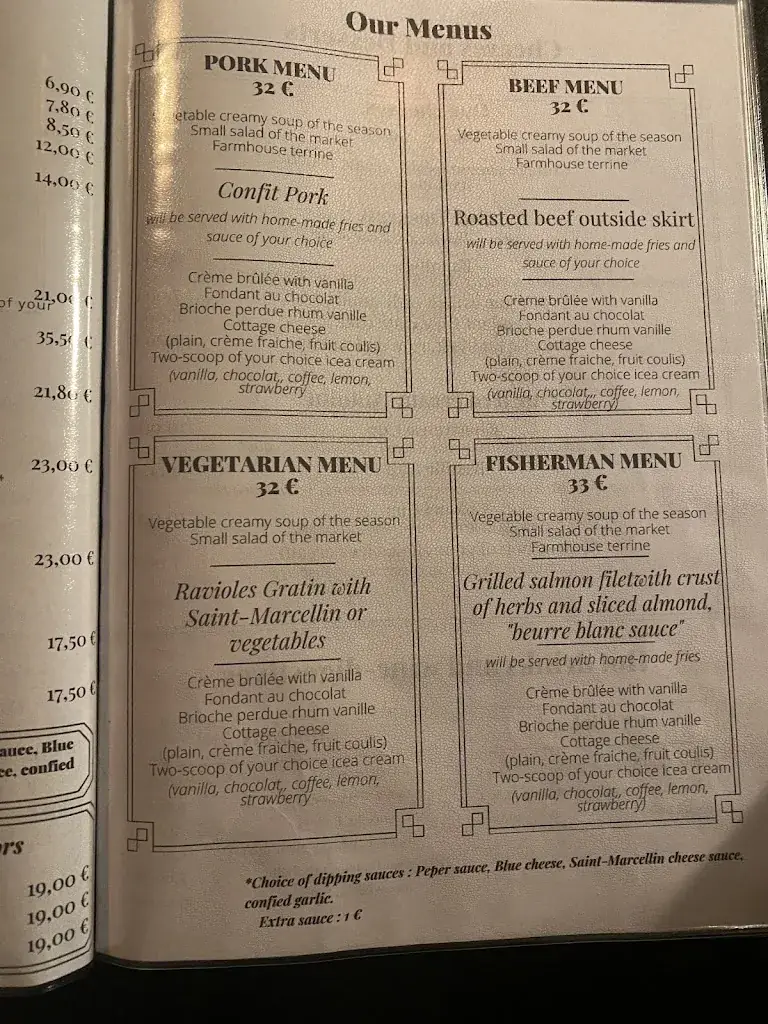 6,90 €
7,80 €
8,50 €
12,00 €
14,00 €
of your
21,0 €
35,5 €
21,80 €
23,00 €
23,00 €
17,50 €
17,50 €
auce, Blue
ce, confied
rs
19,00 €
19,00 €
19,00 €
Our Menus
PORK MENU
32 €
etable creamy soup of the season
Small salad of the market
Farmhouse terrine
Confit Pork
will be served with home-made fries and
sauce of your choice
Crème brûlée with vanilla
Fondant au chocolat
Brioche perdue rhum vanille
Cottage cheese
(plain, crème fraiche, fruit coulis)
Two-scoop of your choice icea cream
(vanilla, chocolat,, coffee, lemon,
strawberry
BEEF MENU
32 €
Vegetable creamy soup of the season
Small salad of the market
Farmhouse terrine
Roasted beef outside skirt
will be served with home-made fries and
sauce of your choice
Crème brûlée with vanilla
Fondant au chocolat
Brioche perdue rhum vanille
Cottage cheese
(plain, crème fraiche, fruit coulis)
Two-scoop of your choice icea cream
(vanilla, chocolat,,, coffee, lemon,
strawberry)
VEGETARIAN MENU
32 €
Vegetable creamy soup of the season
Small salad of the market
Ravioles Gratin with
Saint-Marcellin or
vegetables
Crème brûlée with vanilla
Fondant au chocolat
Brioche perdue rhum vanille
Cottage cheese
(plain, crème fraiche, fruit coulis)
Two-scoop of your choice icea cream
(vanilla, chocolat,, coffee, lemon,
strawberry
FISHERMAN MENU
33 €
Vegetable creamy soup of the season
Small salad of the market
Farmhouse terrine
Grilled salmon filetwith crust
of herbs and sliced almond,
"beurre blanc sauce"
will be served with home-made fries
Crème brûlée with vanilla
Fondant au chocolat
Brioche perdue rhum vanille
Cottage cheese
(plain, crème fraiche, fruit coulis)
Two-scoop of your choice icea cream
(vanilla, chocolat,, coffee, lemon,
strawberry)
*Choice of dipping sauces : Peper sauce, Blue cheese, Saint-Marcellin cheese sauce,
confied garlic.
Extra sauce : 1 €